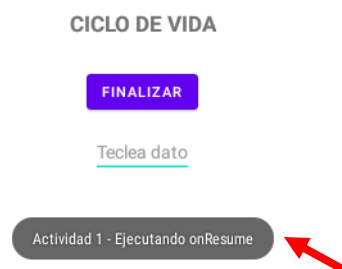 CICLO DE VIDA
FINALIZAR
Teclea dato
Actividad 1 - Ejecutando onResume